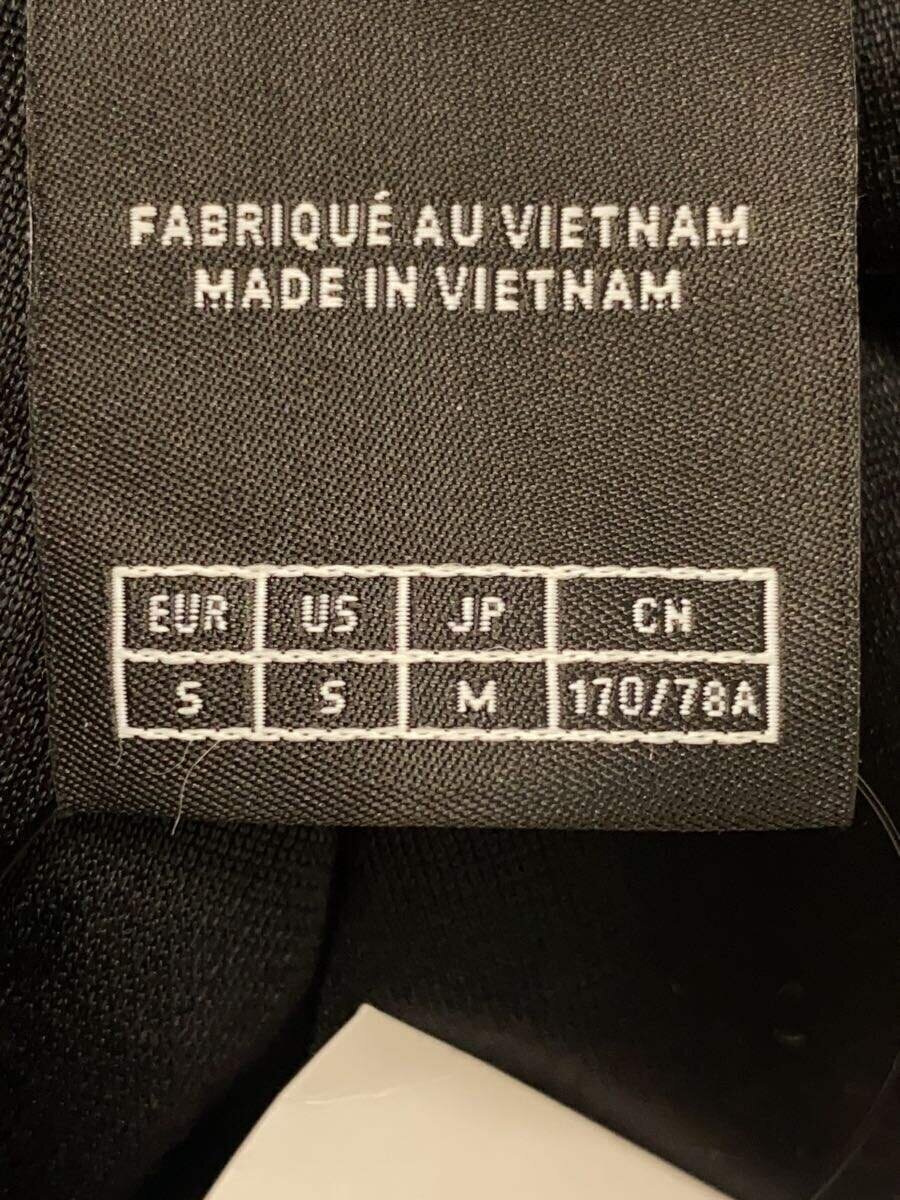 FABRIQUÉ AU VIETNAM
MADE IN VIETNAM
EUR US JP CN
S S M 170/78A